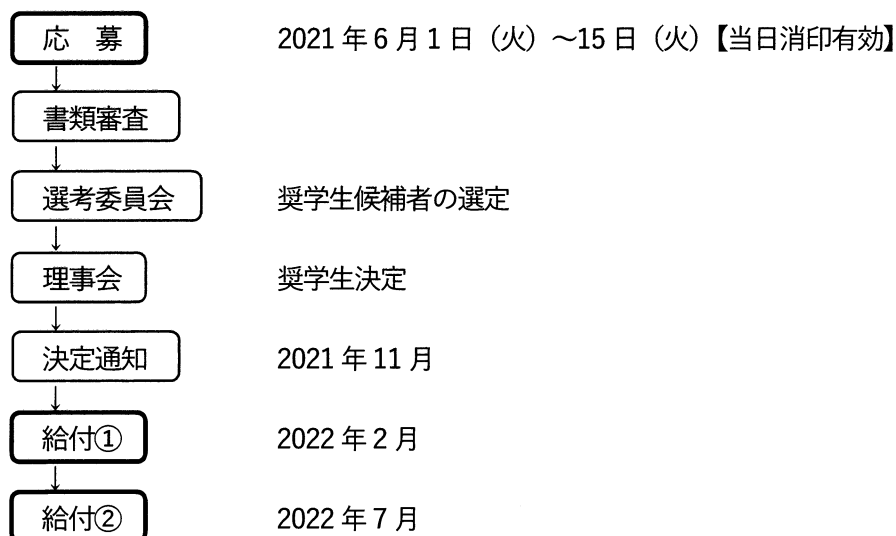 応　募　2021年6月1日（火）～15日（火）【当日消印有効】
↓
書類審査
↓
選考委員会　奨学生候補者の選定
↓
理事会　奨学生決定
↓
決定通知　2021年11月
↓
給付①　2022年2月
↓
給付②　2022年7月